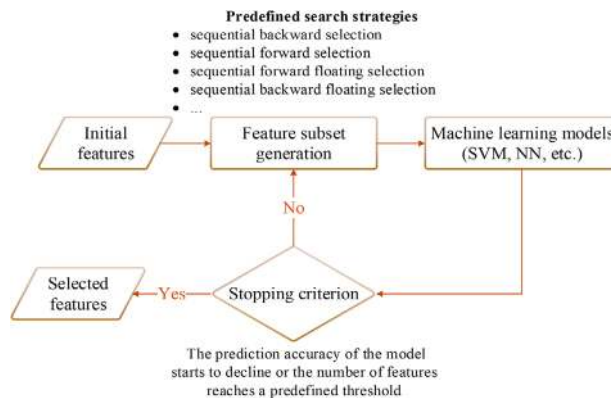 Predefined search strategies
• sequential backward selection
• sequential forward selection
• sequential forward floating selection
• sequential backward floating selection
• ...
Initial
features
Feature subset
generation
Machine learning models
(SVM, NN, etc.)
No
Selected
features
Yes
Stopping criterion
The prediction accuracy of the model
starts to decline or the number of features
reaches a predefined threshold